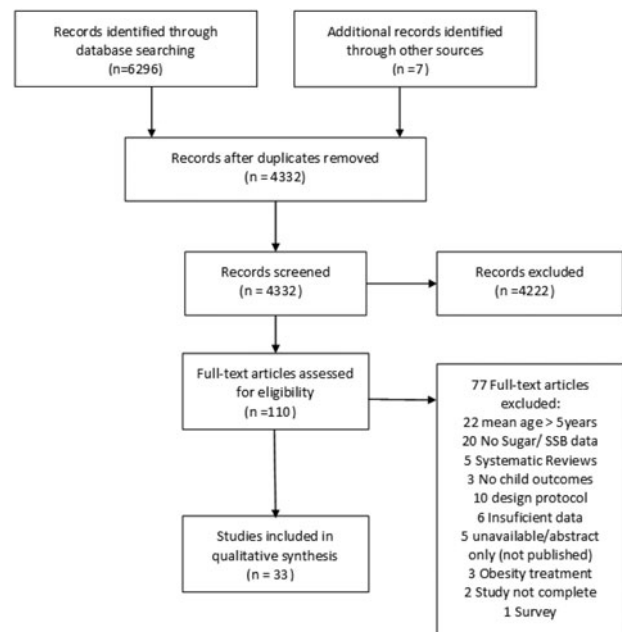 Records identified through
database searching
(n=6296)
Additional records identified
through other sources
(n =7)
Records after duplicates removed
(n = 4332)
Records screened
(n = 4332)
Records excluded
(n =4222)
Full-text articles assessed
for eligibility
(n =110)
77 Full-text articles
excluded:
22 mean age > 5years
20 No Sugar/ SSB data
5 Systematic Reviews
3 No child outcomes
10 design protocol
6 Insuficient data
5 unavailable/abstract
only (not published)
3 Obesity treatment
2 Study not complete
1 Survey
Studies included in
qualitative synthesis
(n = 33)